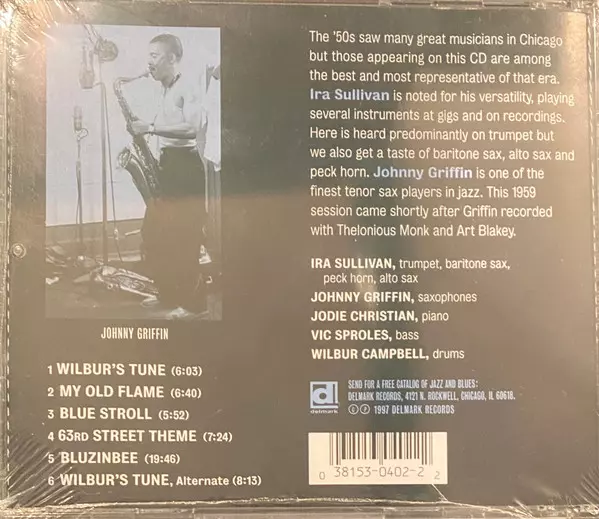 The '50s saw many great musicians in Chicago
but those appearing on this CD are among
the best and most representative of that era.
Ira Sullivan is noted for his versatility, playing
several instruments at gigs and on recordings.
Here is heard predominantly on trumpet but
we also get a taste of baritone sax, alto sax and
peck horn. Johnny Griffin is one of the
finest tenor sax players in jazz. This 1959
session came shortly after Griffin recorded
with Thelonious Monk and Art Blakey.
IRA SULLIVAN, trumpet, baritone sax,
peck horn, alto sax
JOHNNY GRIFFIN, saxophones
JODIE CHRISTIAN, piano
VIC SPROLES, bass
WILBUR CAMPBELL, drums
JOHNNY GRIFFIN
1 WILBUR'S TUNE (6:03)
2 MY OLD FLAME (6:40)
3 BLUE STROLL (5:52)
4 63RD STREET THEME (7:24)
5 BLUZINBEE (19:46)
6 WILBUR'S TUNE, Alternate (8:13)
d
delmark
SEND FOR A FREE CATALOG OF JAZZ AND BLUES:
DELMARK RECORDS, 4121 N. ROCKWELL, CHICAGO, IL 60618.
Ⓒ Ⓟ 1997 DELMARK RECORDS
0 38153-0402-2 2